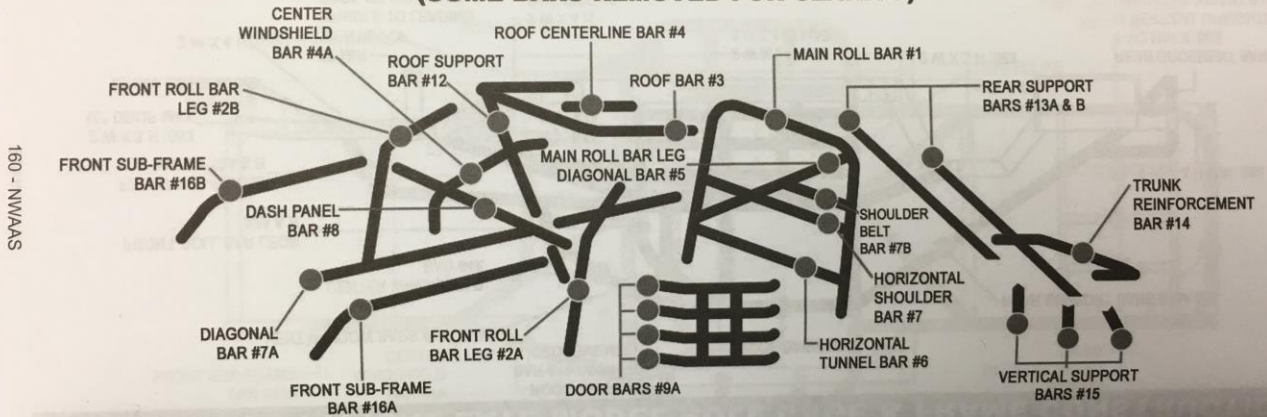 (SOME BARS REMOVED FOR CLARITY)
CENTER
WINDSHIELD
BAR #4A
ROOF CENTERLINE BAR #4
MAIN ROLL BAR #1
ROOF SUPPORT
BAR #12
ROOF BAR #3
FRONT ROLL BAR
LEG #2B
REAR SUPPORT
BARS #13A & B
FRONT SUB-FRAME
BAR #16B
MAIN ROLL BAR LEG
DIAGONAL BAR #5
TRUNK
REINFORCEMENT
BAR #14
DASH PANEL
BAR #8
SHOULDER
BELT
BAR #7B
HORIZONTAL
SHOULDER
BAR #7
DIAGONAL
BAR #7A
FRONT ROLL
BAR LEG #2A
HORIZONTAL
TUNNEL BAR #6
FRONT SUB-FRAME
BAR #16A
DOOR BARS #9A
VERTICAL SUPPORT
BARS #15
160 - NWAAS